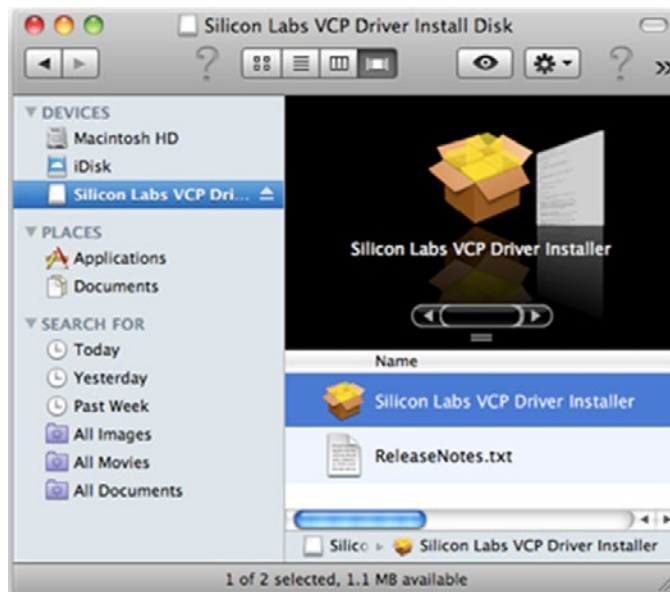 Silicon Labs VCP Driver Install Disk
DEVICES
Macintosh HD
iDisk
Silicon Labs VCP Dri...
PLACES
Applications
Documents
SEARCH FOR
Today
Yesterday
Past Week
All Images
All Movies
All Documents
Silicon Labs VCP Driver Installer
Name
Silicon Labs VCP Driver Installer
ReleaseNotes.txt
Silico Silicon Labs VCP Driver Installer
1 of 2 selected, 1.1 MB available